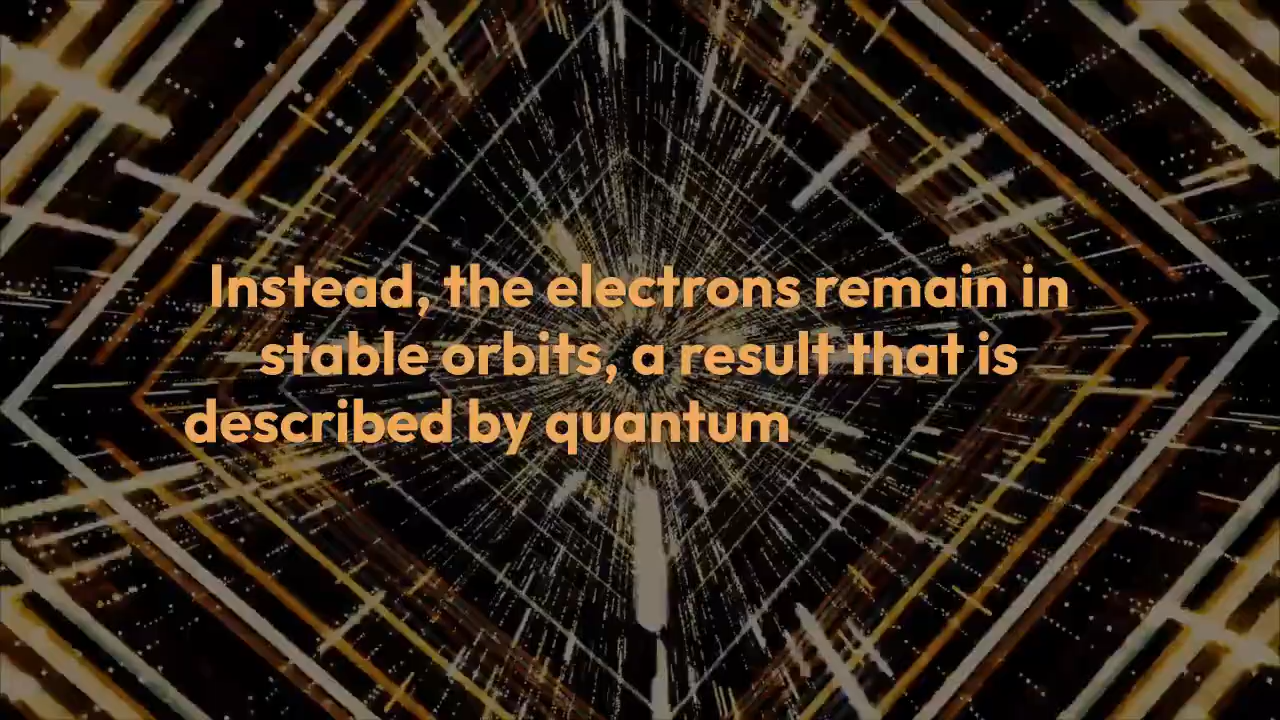 Instead, the electrons remain in
stable orbits, a result that is
described by quantum